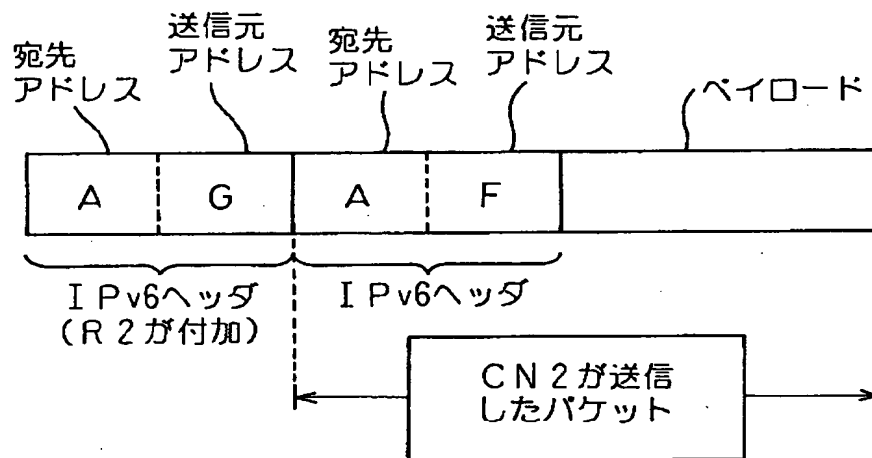 宛先
アドレス
送信元
アドレス
宛先
アドレス
送信元
アドレス
ペイロード
A
G
A
F
IPv6ヘッダ
(R2が付加)
IPv6ヘッダ
CN2が送信
したパケット